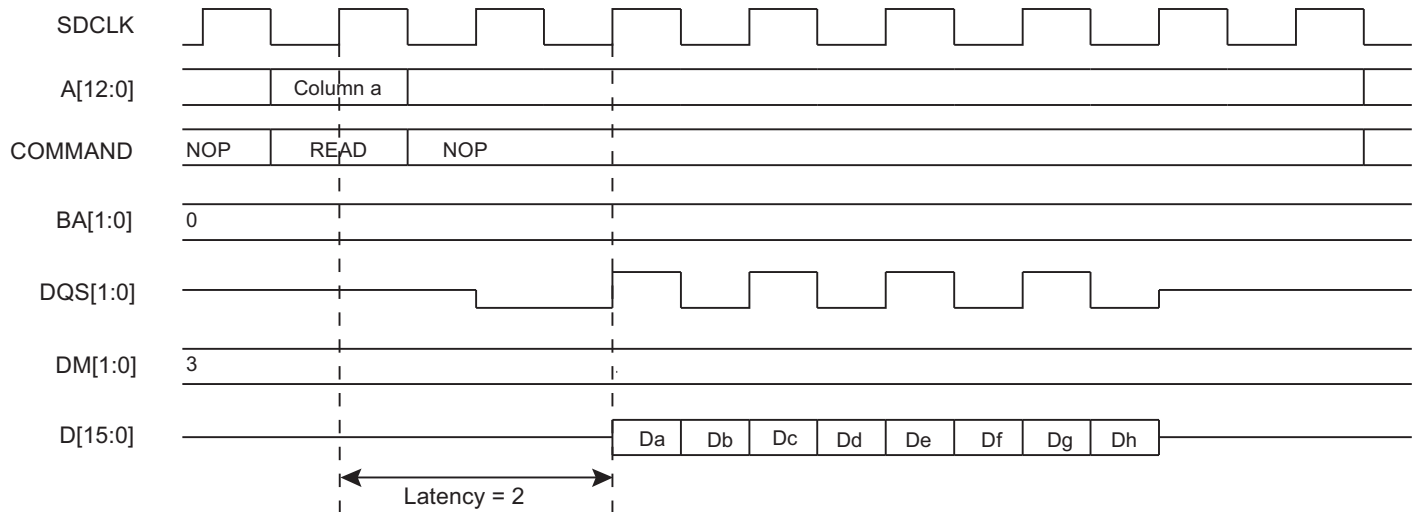 SDCLK
A[12:0] Column a
COMMAND NOP READ NOP
BA[1:0] 0
DQS[1:0]
DM[1:0] 3
D[15:0] Da Db Dc Dd De Df Dg Dh
Latency = 2